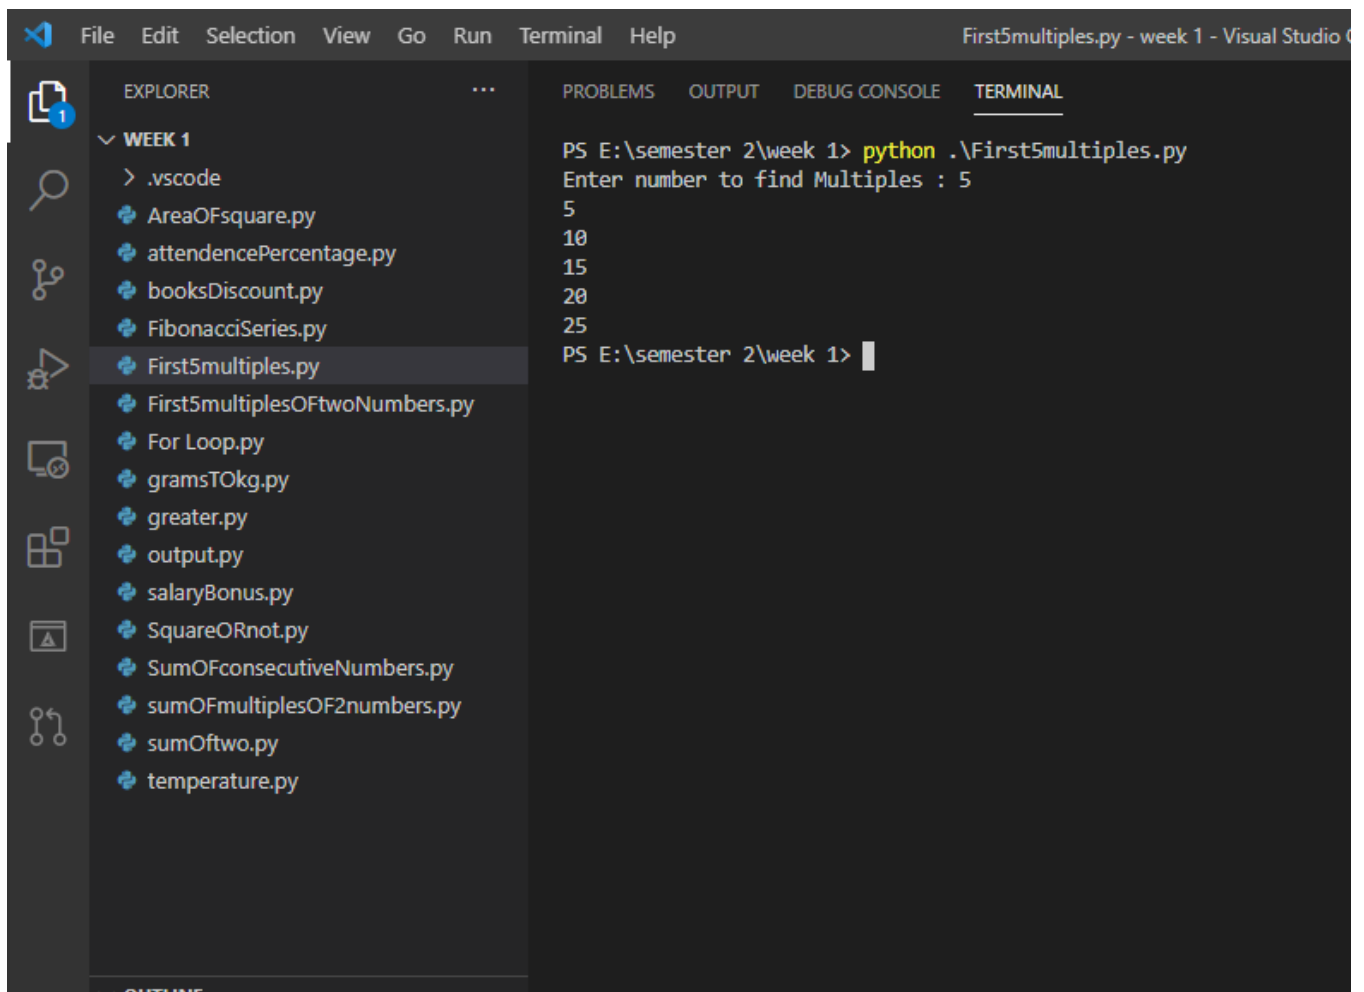 File Edit Selection View Go Run Terminal Help First5multiples.py - week 1 - Visual Studio
1
EXPLORER
WEEK 1
.vscode
AreaOFsquare.py
attendencePercentage.py
booksDiscount.py
FibonacciSeries.py
First5multiples.py
First5multiplesOFtwoNumbers.py
For Loop.py
gramsTOkg.py
greater.py
output.py
salaryBonus.py
SquareORnot.py
SumOFconsecutiveNumbers.py
sumOFmultiplesOF2numbers.py
sumOftwo.py
temperature.py
OUTLINE
PROBLEMS OUTPUT DEBUG CONSOLE TERMINAL
PS E:\semester 2\week 1> python .\First5multiples.py
Enter number to find Multiples : 5
5
10
15
20
25
PS E:\semester 2\week 1>